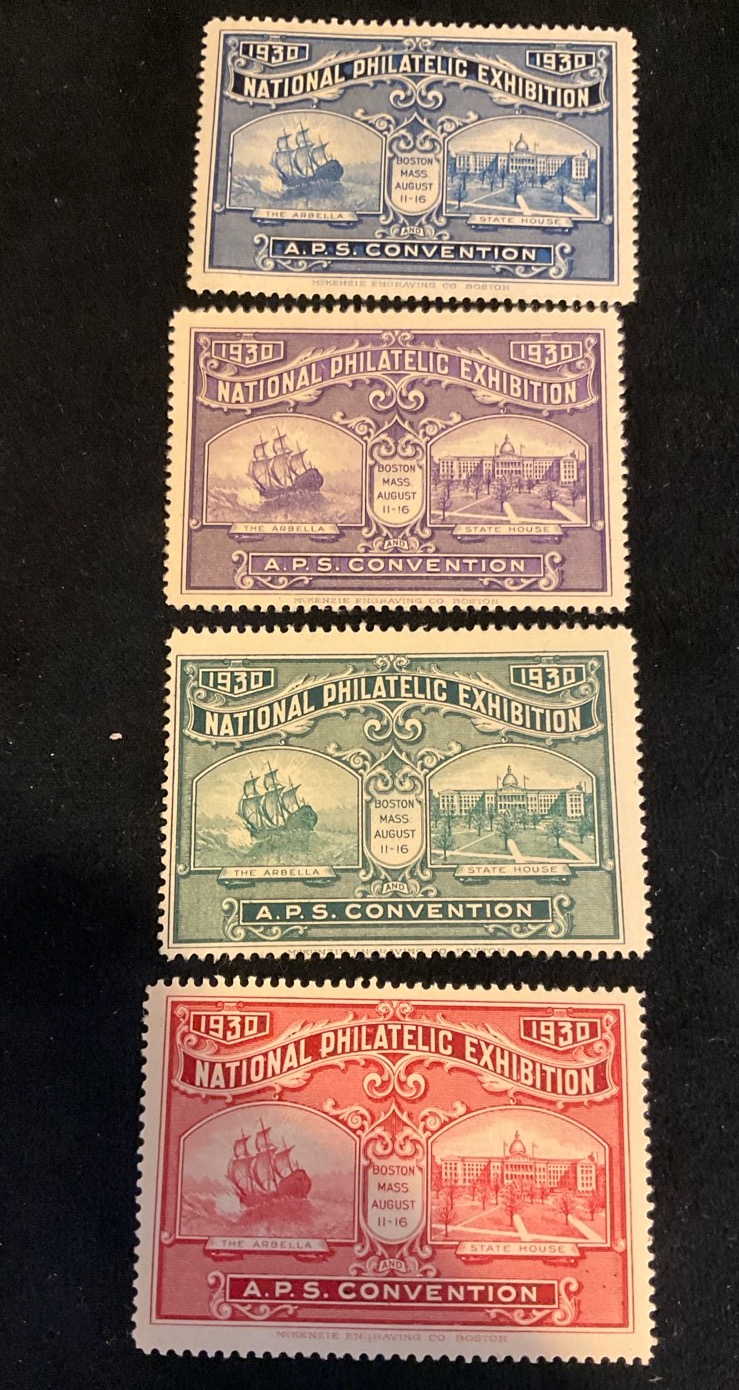 1930 1930
NATIONAL PHILATELIC EXHIBITION
BOSTON
MASS.
AUGUST
11-16
THE ARBELLA
STATE HOUSE
AND
A.P.S. CONVENTION
MCKENZIE ENGRAVING CO BOSTON
1930 1930
NATIONAL PHILATELIC EXHIBITION
BOSTON
MASS.
AUGUST
11-16
THE ARBELLA
STATE HOUSE
AND
A.P.S. CONVENTION
MCKENZIE ENGRAVING CO BOSTON
1930 1930
NATIONAL PHILATELIC EXHIBITION
BOSTON
MASS.
AUGUST
11-16
THE ARBELLA
STATE HOUSE
AND
A.P.S. CONVENTION
MCKENZIE ENGRAVING CO BOSTON
1930 1930
NATIONAL PHILATELIC EXHIBITION
BOSTON
MASS.
AUGUST
11-16
THE ARBELLA
STATE HOUSE
AND
A.P.S. CONVENTION
MCKENZIE ENGRAVING CO BOSTON